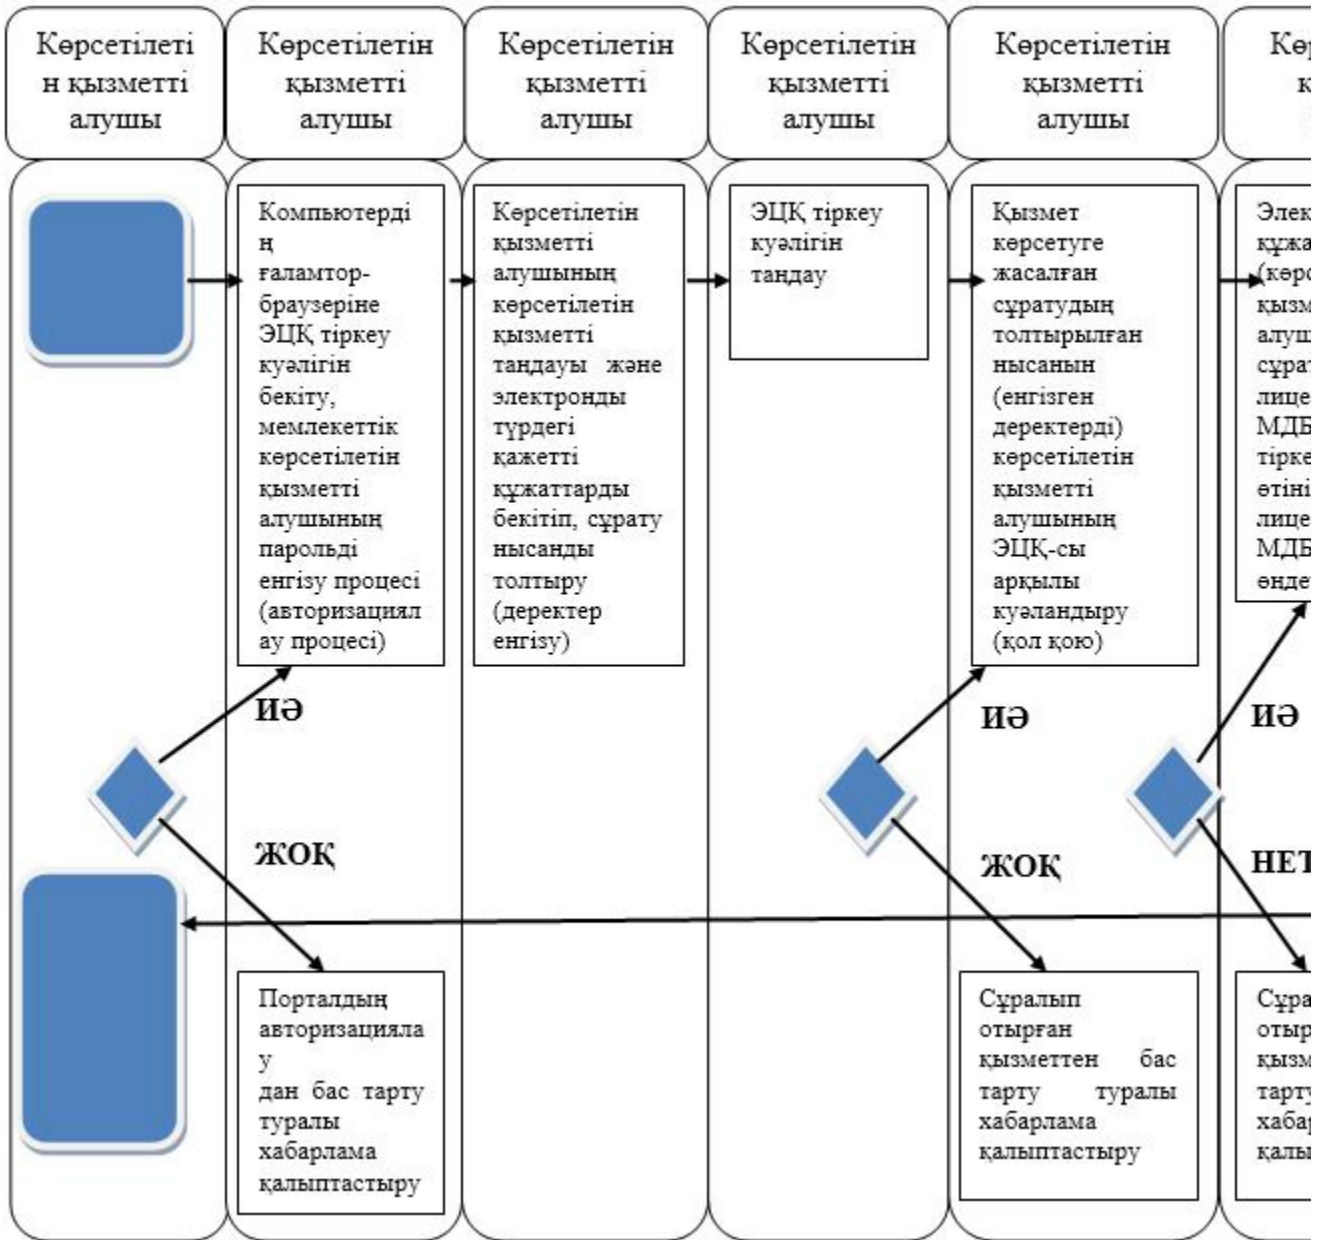 Көрсетілеті
н қызметті
алушы
Көрсетілетін
қызметті
алушы
Көрсетілетін
қызметті
алушы
Көрсетілетін
қызметті
алушы
Көрсетілетін
қызметті
алушы
Компьютерді
ң
ғаламтор-
браузеріне
ЭЦҚ тіркеу
куәлігін
бекіту,
мемлекеттік
көрсетілетін
қызметті
алушының
парольді
енгізу процесі
(авторизациял
ау процесі)
Көрсетілетін
қызметті
алушының
көрсетілетін
қызметті
таңдауы және
электронды
түрдегі
қажетті
құжаттарды
бекітіп, сұрату
нысанды
толтыру
(деректер
енгізу)
ЭЦҚ тіркеу
куәлігін
таңдау
Қызмет
көрсетуге
жасалған
сұратудың
толтырылған
нысанын
(енгізген
деректерді)
көрсетілетін
қызметті
алушының
ЭЦҚ-сы
арқылы
куәландыру
(қол қою)
МДБ
МДБ
ИӘ
ИӘ
ИӘ
ЖОҚ
ЖОҚ
НЕТ
Порталдың
авторизацияла
у
дан бас тарту
туралы
хабарлама
қалыптастыру
Сұралып
отырған
қызметтен бас
тарту туралы
хабарлама
қалыптастыру